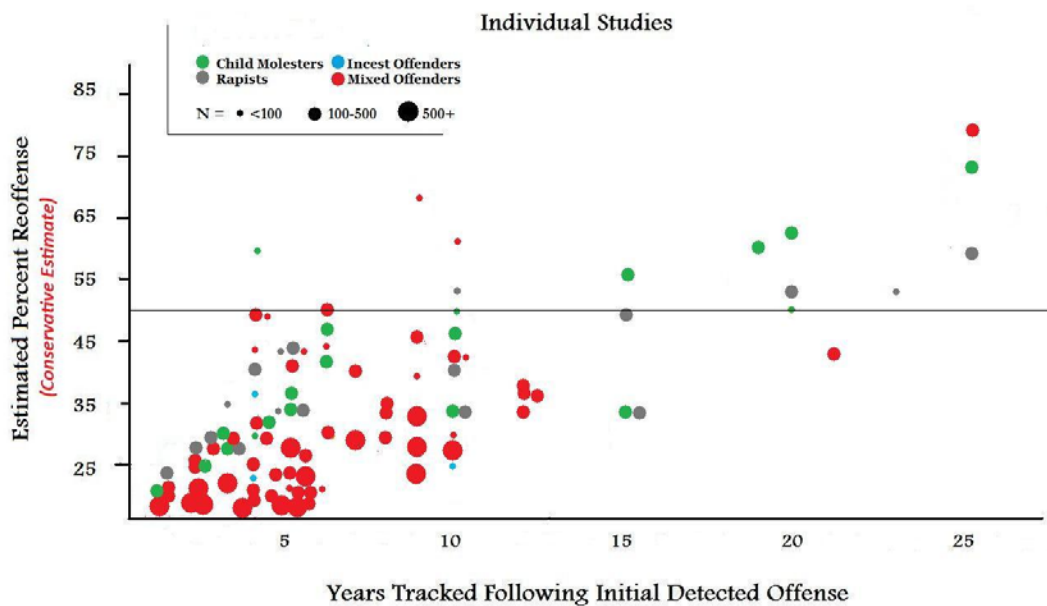 Individual Studies
Child Molesters
Incest Offenders
Rapists
Mixed Offenders
N = <100 100-500 500+
85
75
65
55
45
35
25
Estimated Percent Reoffense
(Conservative Estimate)
5 10 15 20 25
Years Tracked Following Initial Detected Offense